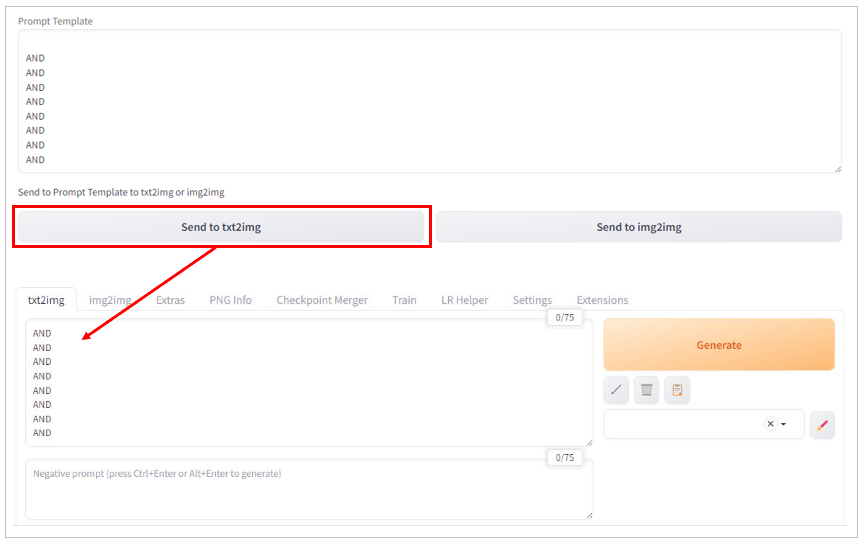 Prompt Template
AND
AND
AND
AND
AND
AND
AND
AND
Send to Prompt Template to txt2img or img2img
Send to txt2img Send to img2img
txt2img img2img Extras PNG Info Checkpoint Merger Train LR Helper Settings Extensions
0/75
AND
AND
AND
AND
AND
AND
AND
AND
Generate
0/75
Negative prompt (press Ctrl+Enter or Alt+Enter to generate)